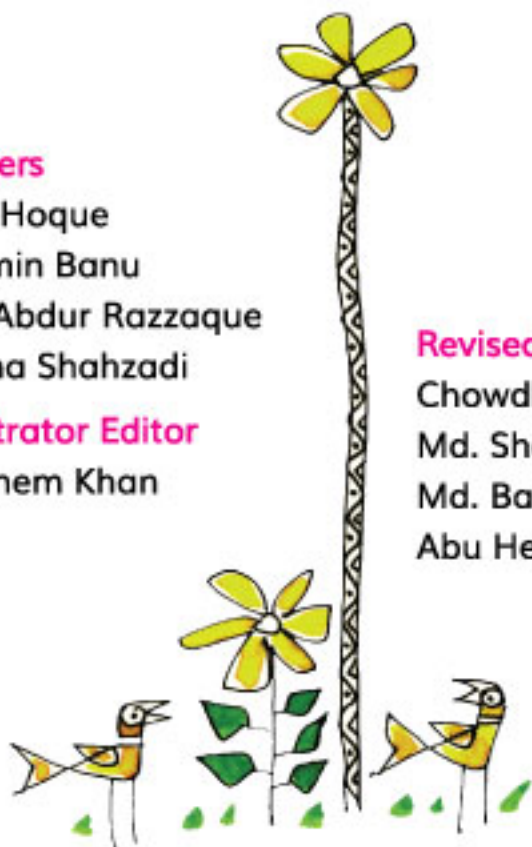 ers
Hoque
min Banu
Abdur Razzaque
na Shahzadi
trator Editor
hem Khan
Revised
Chowd
Md. Sh
Md. Ba
Abu He